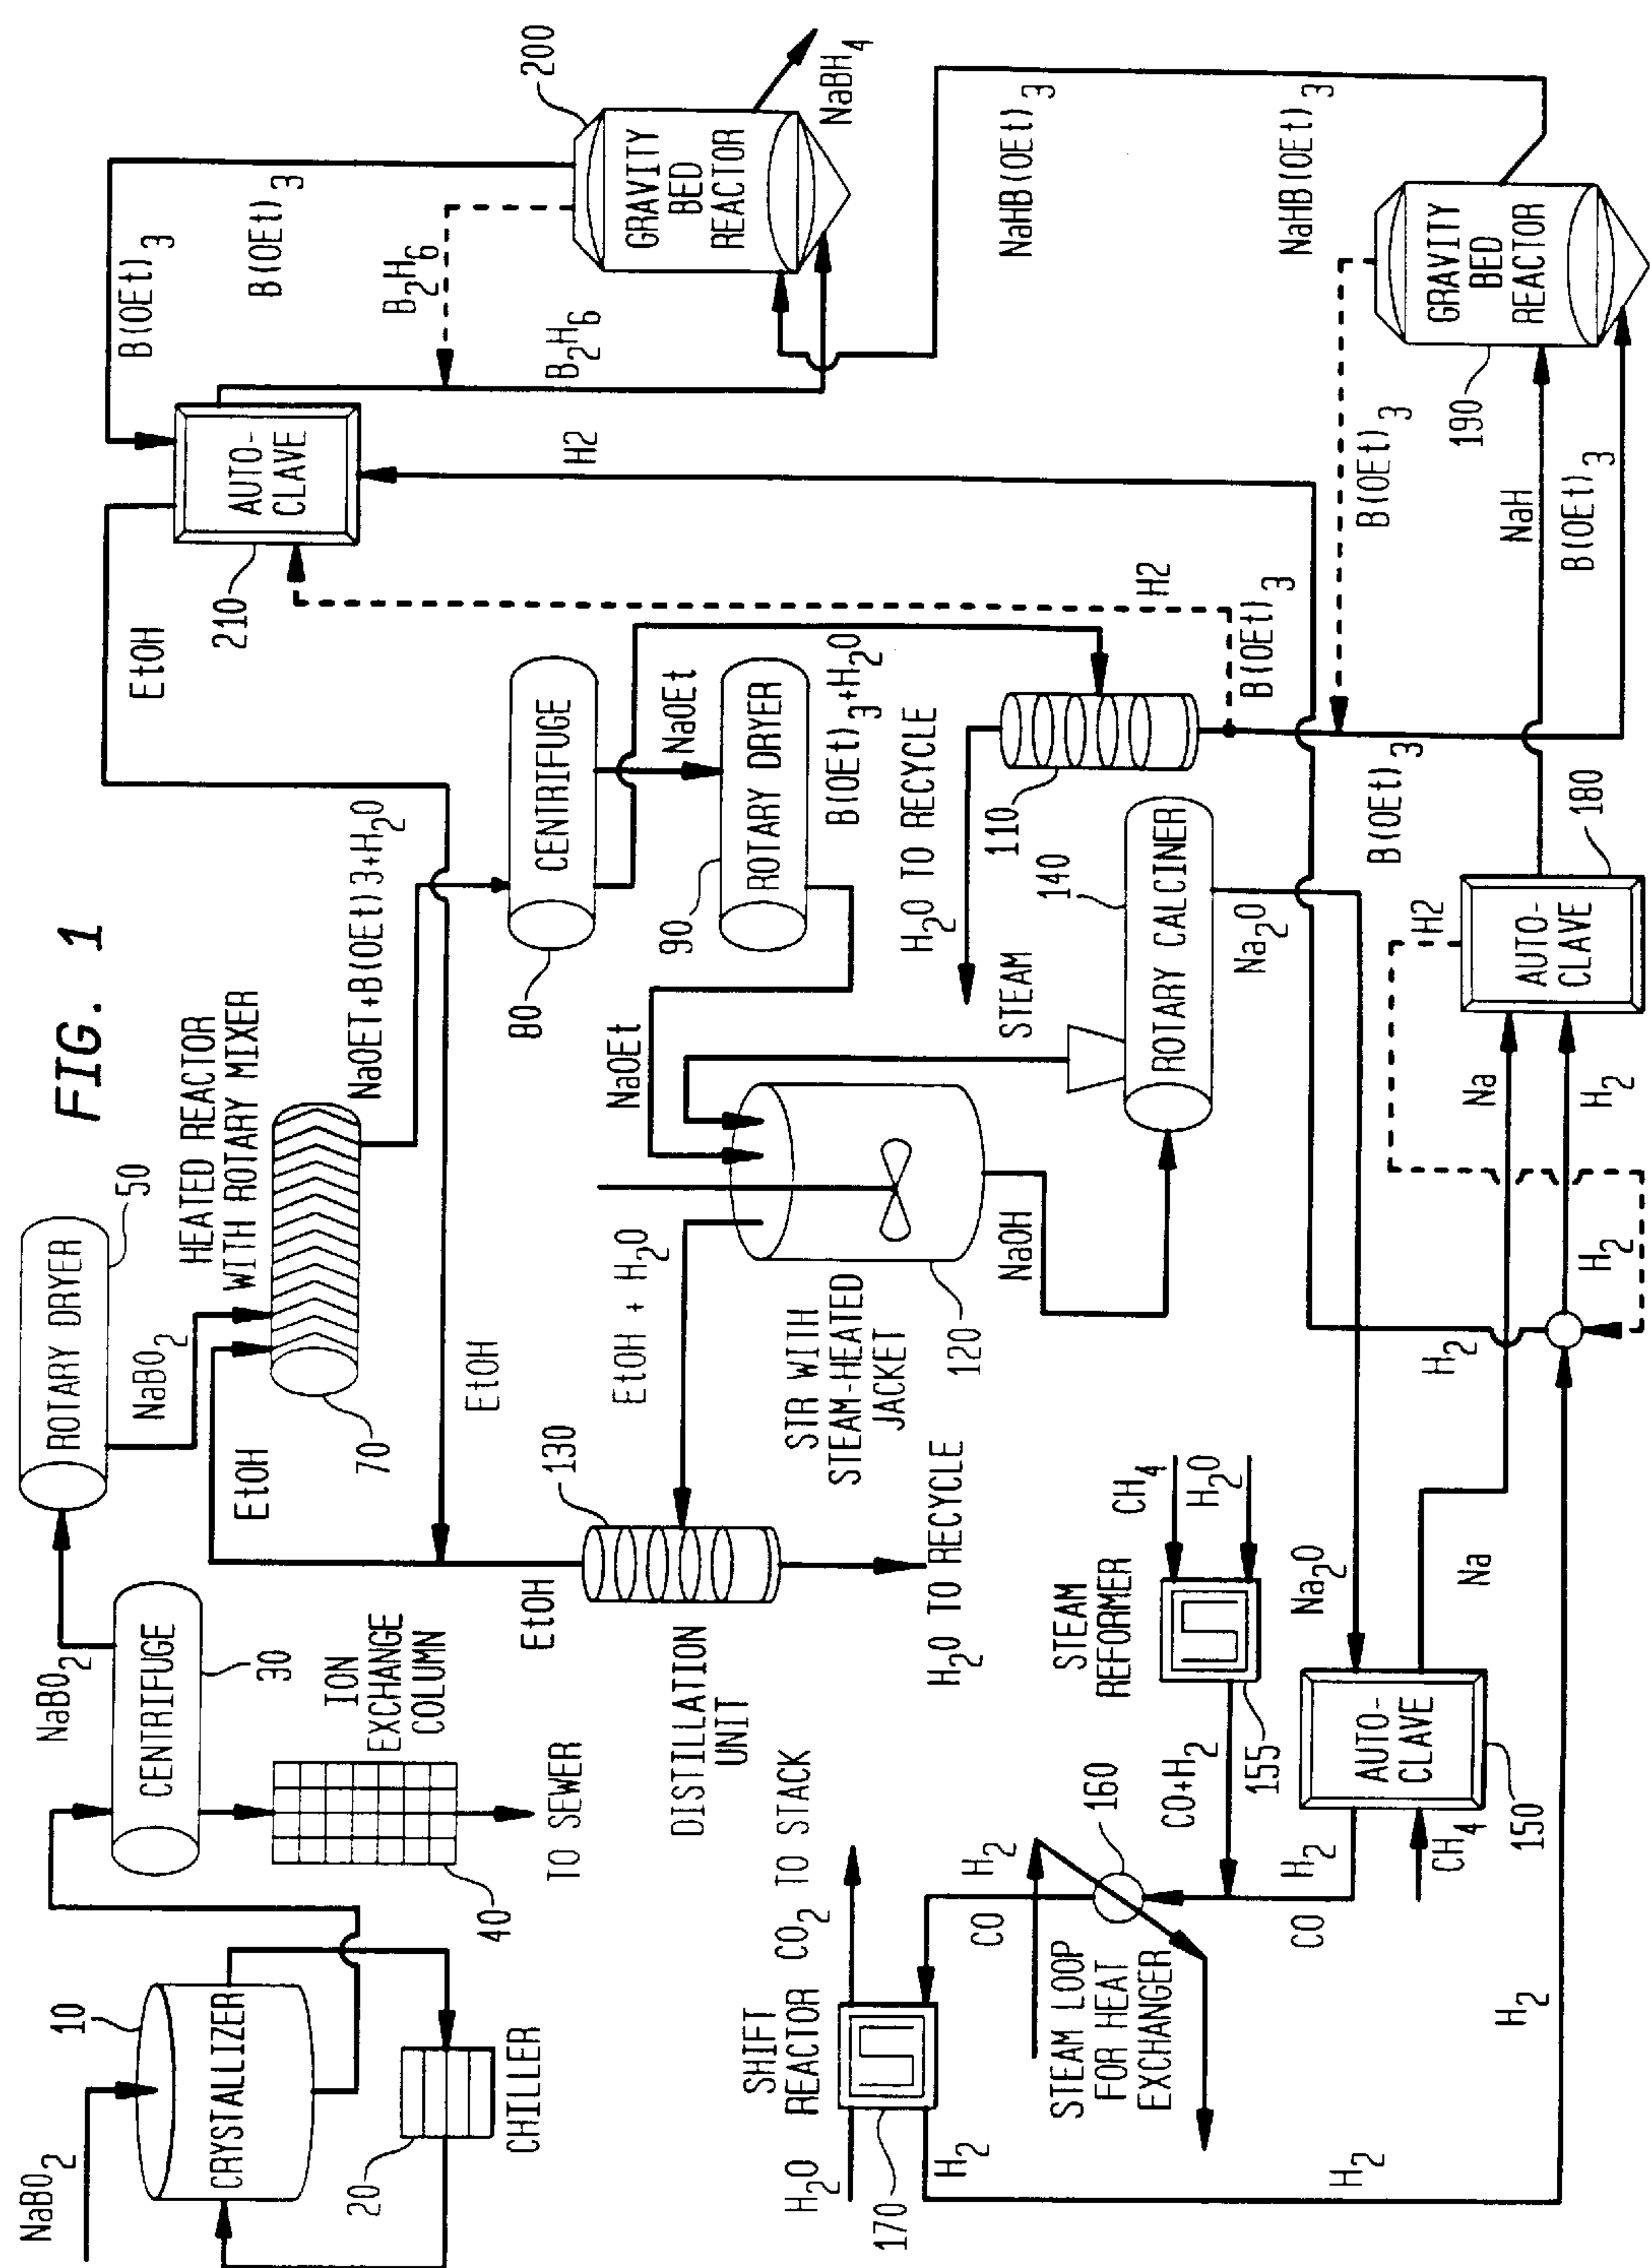 FIG. 1
NaBO2
10
CRYSTALLIZER
20
CHILLER
NaBO2
CENTRIFUGE
30
ION
EXCHANGE
COLUMN
40
TO SEWER
ROTARY DRYER
50
NaBO2
EtOH
HEATED REACTOR
WITH ROTARY MIXER
70
NaOET+B(OEt)3+H2O
EtOH
EtOH
EtOH
130
DISTILLATION
UNIT
H2O TO RECYCLE
EtOH + H2O
CENTRIFUGE
80
NaOEt
ROTARY DRYER
90
B(OEt)3+H2O
NaOEt
STR WITH
STEAM-HEATED
JACKET
120
NaOH
STEAM
ROTARY CALCINER
140
Na2O
H2O TO RECYCLE
110
B(OEt)3
H2
B(OEt)3
AUTO-
CLAVE
210
H2
B(OEt)3
B(OEt)3
B2H6
B2H6
GRAVITY
BED
REACTOR
200
NaBH4
NaHB(OEt)3
NaHB(OEt)3
GRAVITY
BED
REACTOR
190
B(OEt)3
NaH
B(OEt)3
AUTO-
CLAVE
180
H2
Na
H2
H2
H2
STEAM
REFORMER
CH4
H2O
155
CO+H2
Na2O
Na
AUTO-
CLAVE
150
CH4
H2
CO
160
H2
CO
STEAM LOOP
FOR HEAT
EXCHANGER
SHIFT
REACTOR
CO2 TO STACK
H2O
170
H2
H2
H2